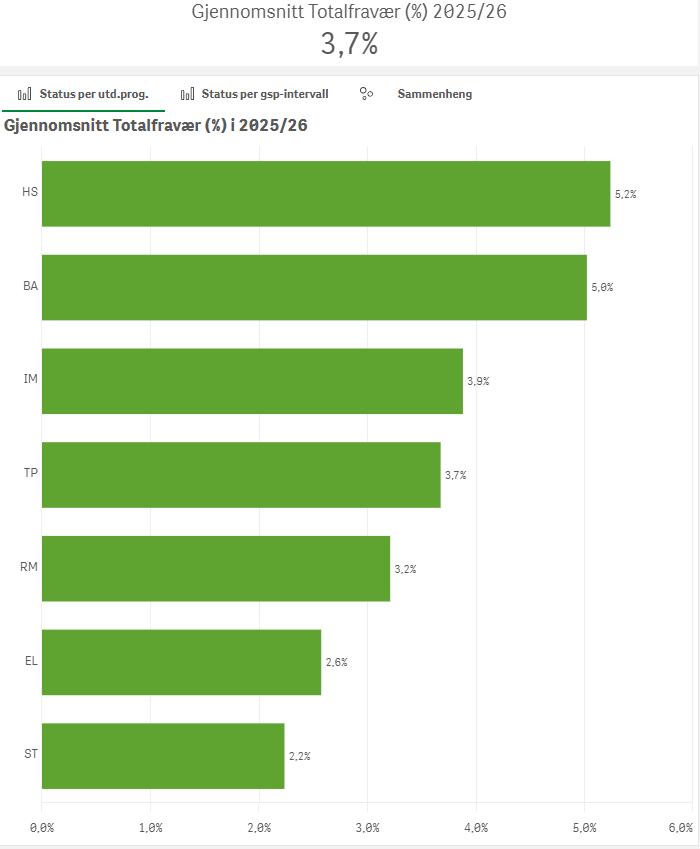 Gjennomsnitt Totalfravær (%) 2025/26
3,7%
Status per utd.prog. Status per gsp-intervall Sammenheng
Gjennomsnitt Totalfravær (%) i 2025/26
HS 5,2%
BA 5,0%
IM 3,9%
TP 3,7%
RM 3,2%
EL 2,6%
ST 2,2%
0,0% 1,0% 2,0% 3,0% 4,0% 5,0% 6,0%